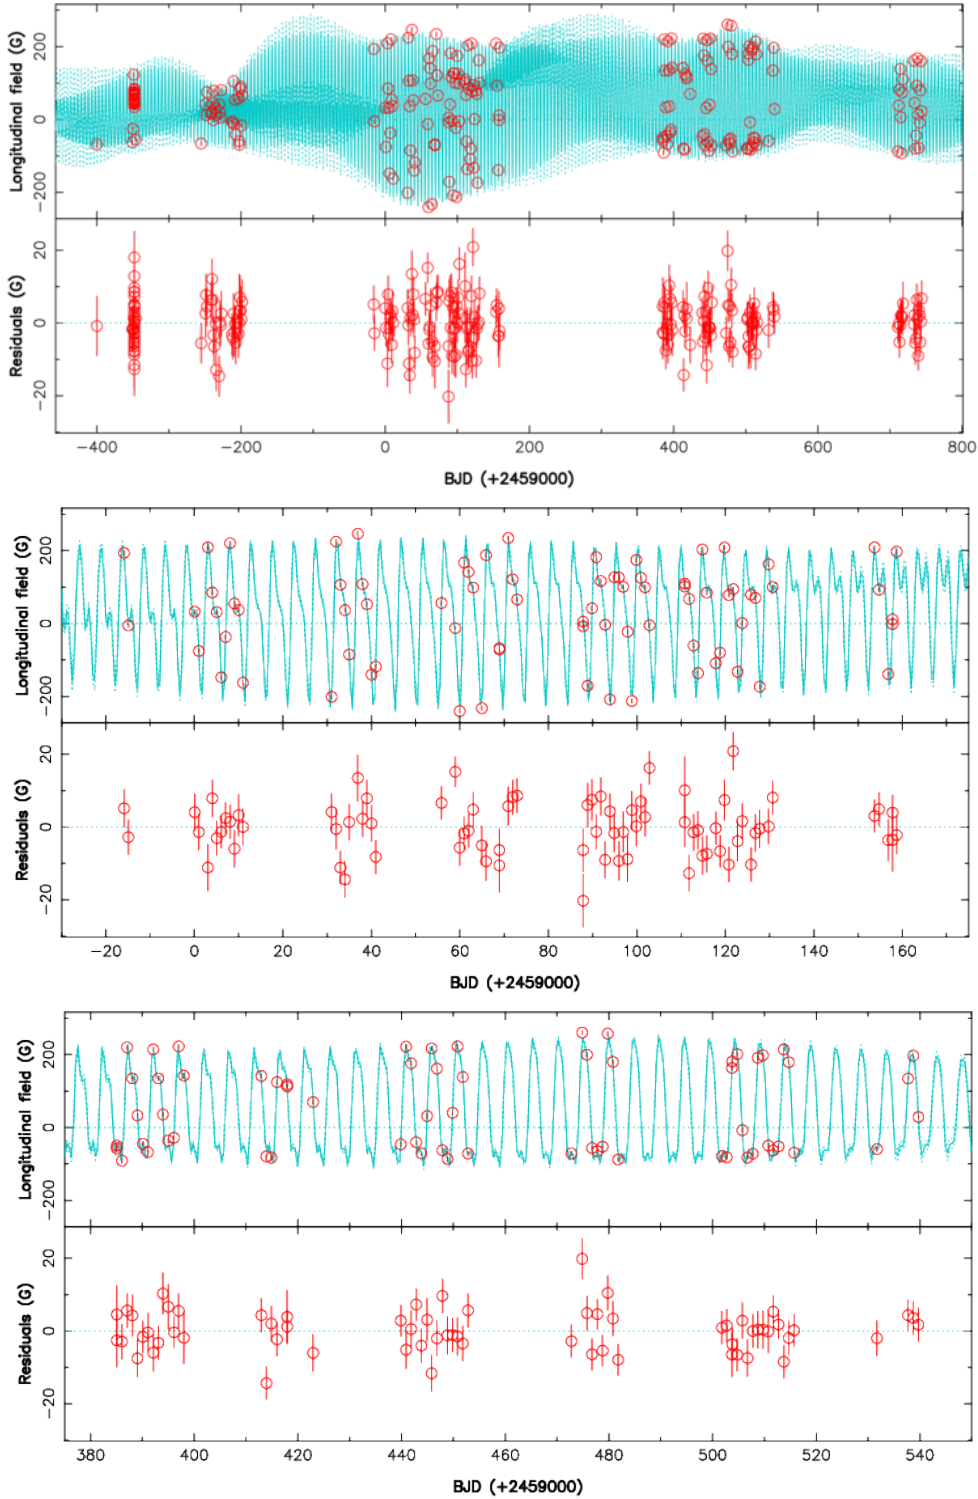 Longitudinal field (G)
200
0
−200
Residuals (G)
20
0
−20
−400 −200 0 200 400 600 800
BJD (+2459000)
Longitudinal field (G)
200
0
−200
Residuals (G)
20
0
−20
−20 0 20 40 60 80 100 120 140 160
BJD (+2459000)
Longitudinal field (G)
200
0
−200
Residuals (G)
20
0
−20
380 400 420 440 460 480 500 520 540
BJD (+2459000)